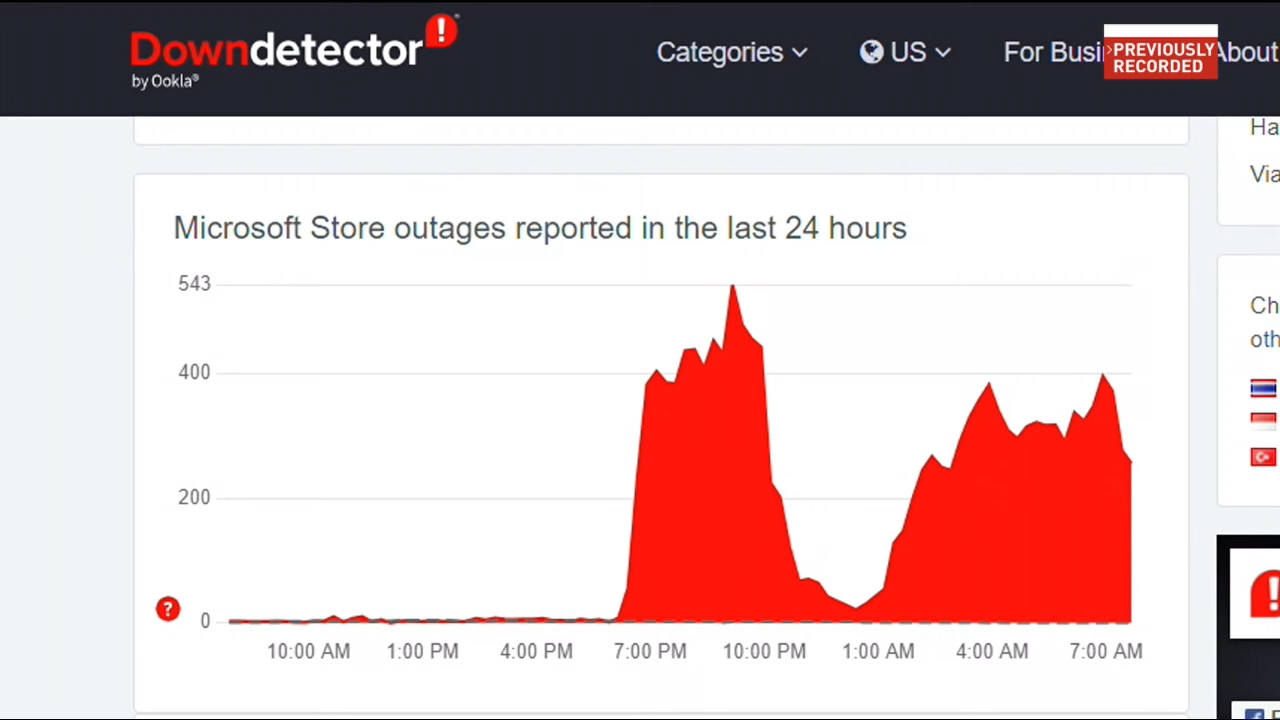 Downdetector
by Ookla®
Categories
US
For Busi
About
PREVIOUSLY
RECORDED
Ha
Via
Microsoft Store outages reported in the last 24 hours
543
400
200
0
10:00 AM 1:00 PM 4:00 PM 7:00 PM 10:00 PM 1:00 AM 4:00 AM 7:00 AM
Ch
oth